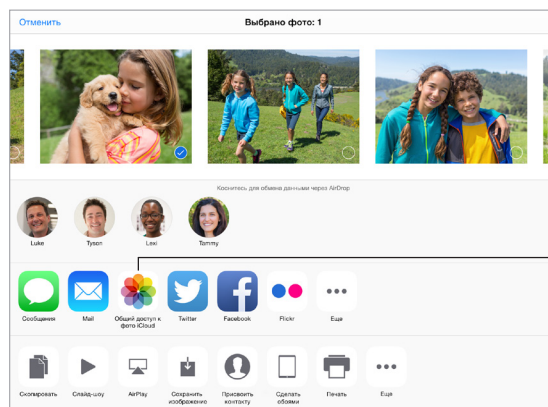 Отменить
Выбрано фото: 1
Коснитесь для обмена данными через AirDrop
Luke Tyson Lexi Tammy
Сообщения Mail Общий доступ к Twitter Facebook Flickr Еще
фото iCloud
Скопировать Слайд-шоу AirPlay Сохранить Присвоить Сделать Печать Еще
изображение контакту обоями